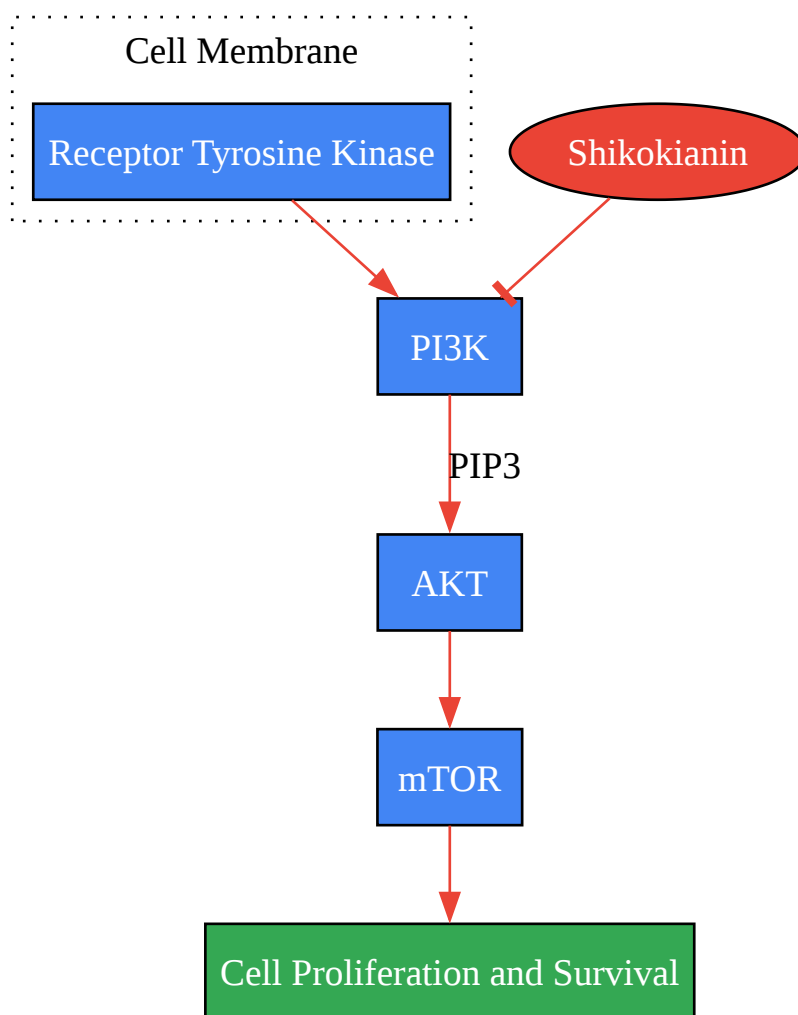 Cell Membrane
Receptor Tyrosine Kinase
Shikokianin
PI3K
PIP3
AKT
mTOR
Cell Proliferation and Survival